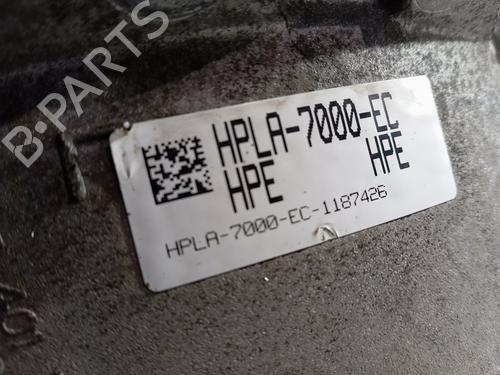 B-PARTS
HPLA-7000-EC
HPE HPE
HPLA-7000-EC-1187426